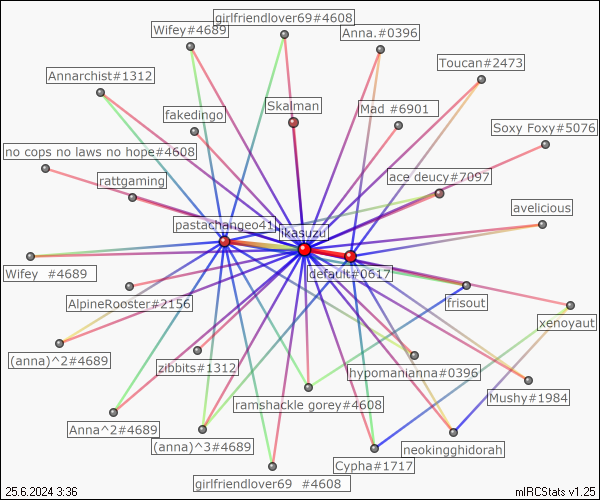 girlfriendlover69#4608
Wifey#4689
Anna.#0396
Toucan#2473
Annarchist#1312
Skalman
Mad #6901
fakedingo
Soxy Foxy#5076
no cops no laws no hope#4608
rattgaming
ace deucy#7097
avelicious
pastachangeo41
ikasuzu
Wifey #4689
default#0617
AlpineRooster#2156
frisout
xenoyaut
(anna)^2#4689
zibbits#1312
hypomanianna#0396
Mushy#1984
ramshackle gorey#4608
Anna^2#4689
(anna)^3#4689
neokingghidorah
Cypha#1717
girlfriendlover69 #4608
25.6.2024 3:36
mIRCStats v1.25